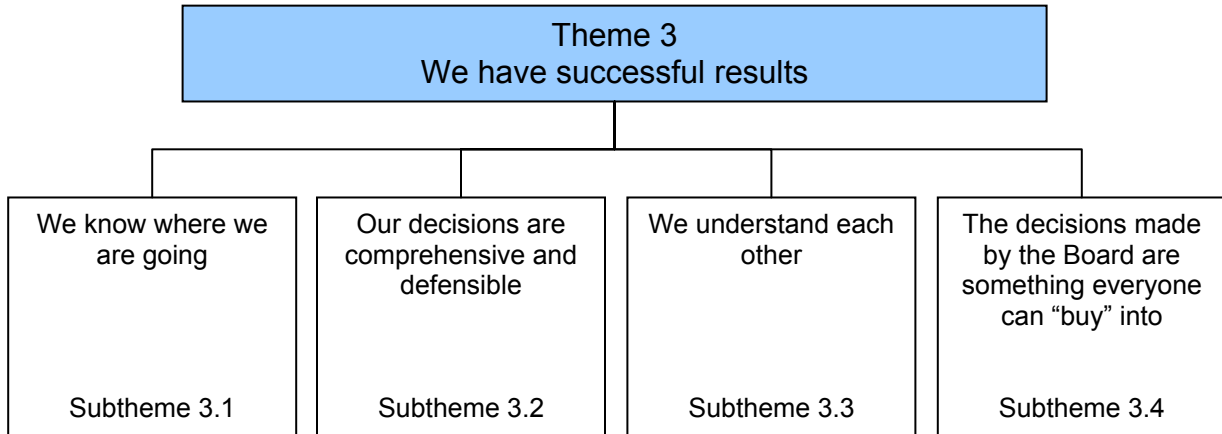 Theme 3
We have successful results
We know where we
are going
Subtheme 3.1
Our decisions are
comprehensive and
defensible
Subtheme 3.2
We understand each
other
Subtheme 3.3
The decisions made
by the Board are
something everyone
can “buy” into
Subtheme 3.4